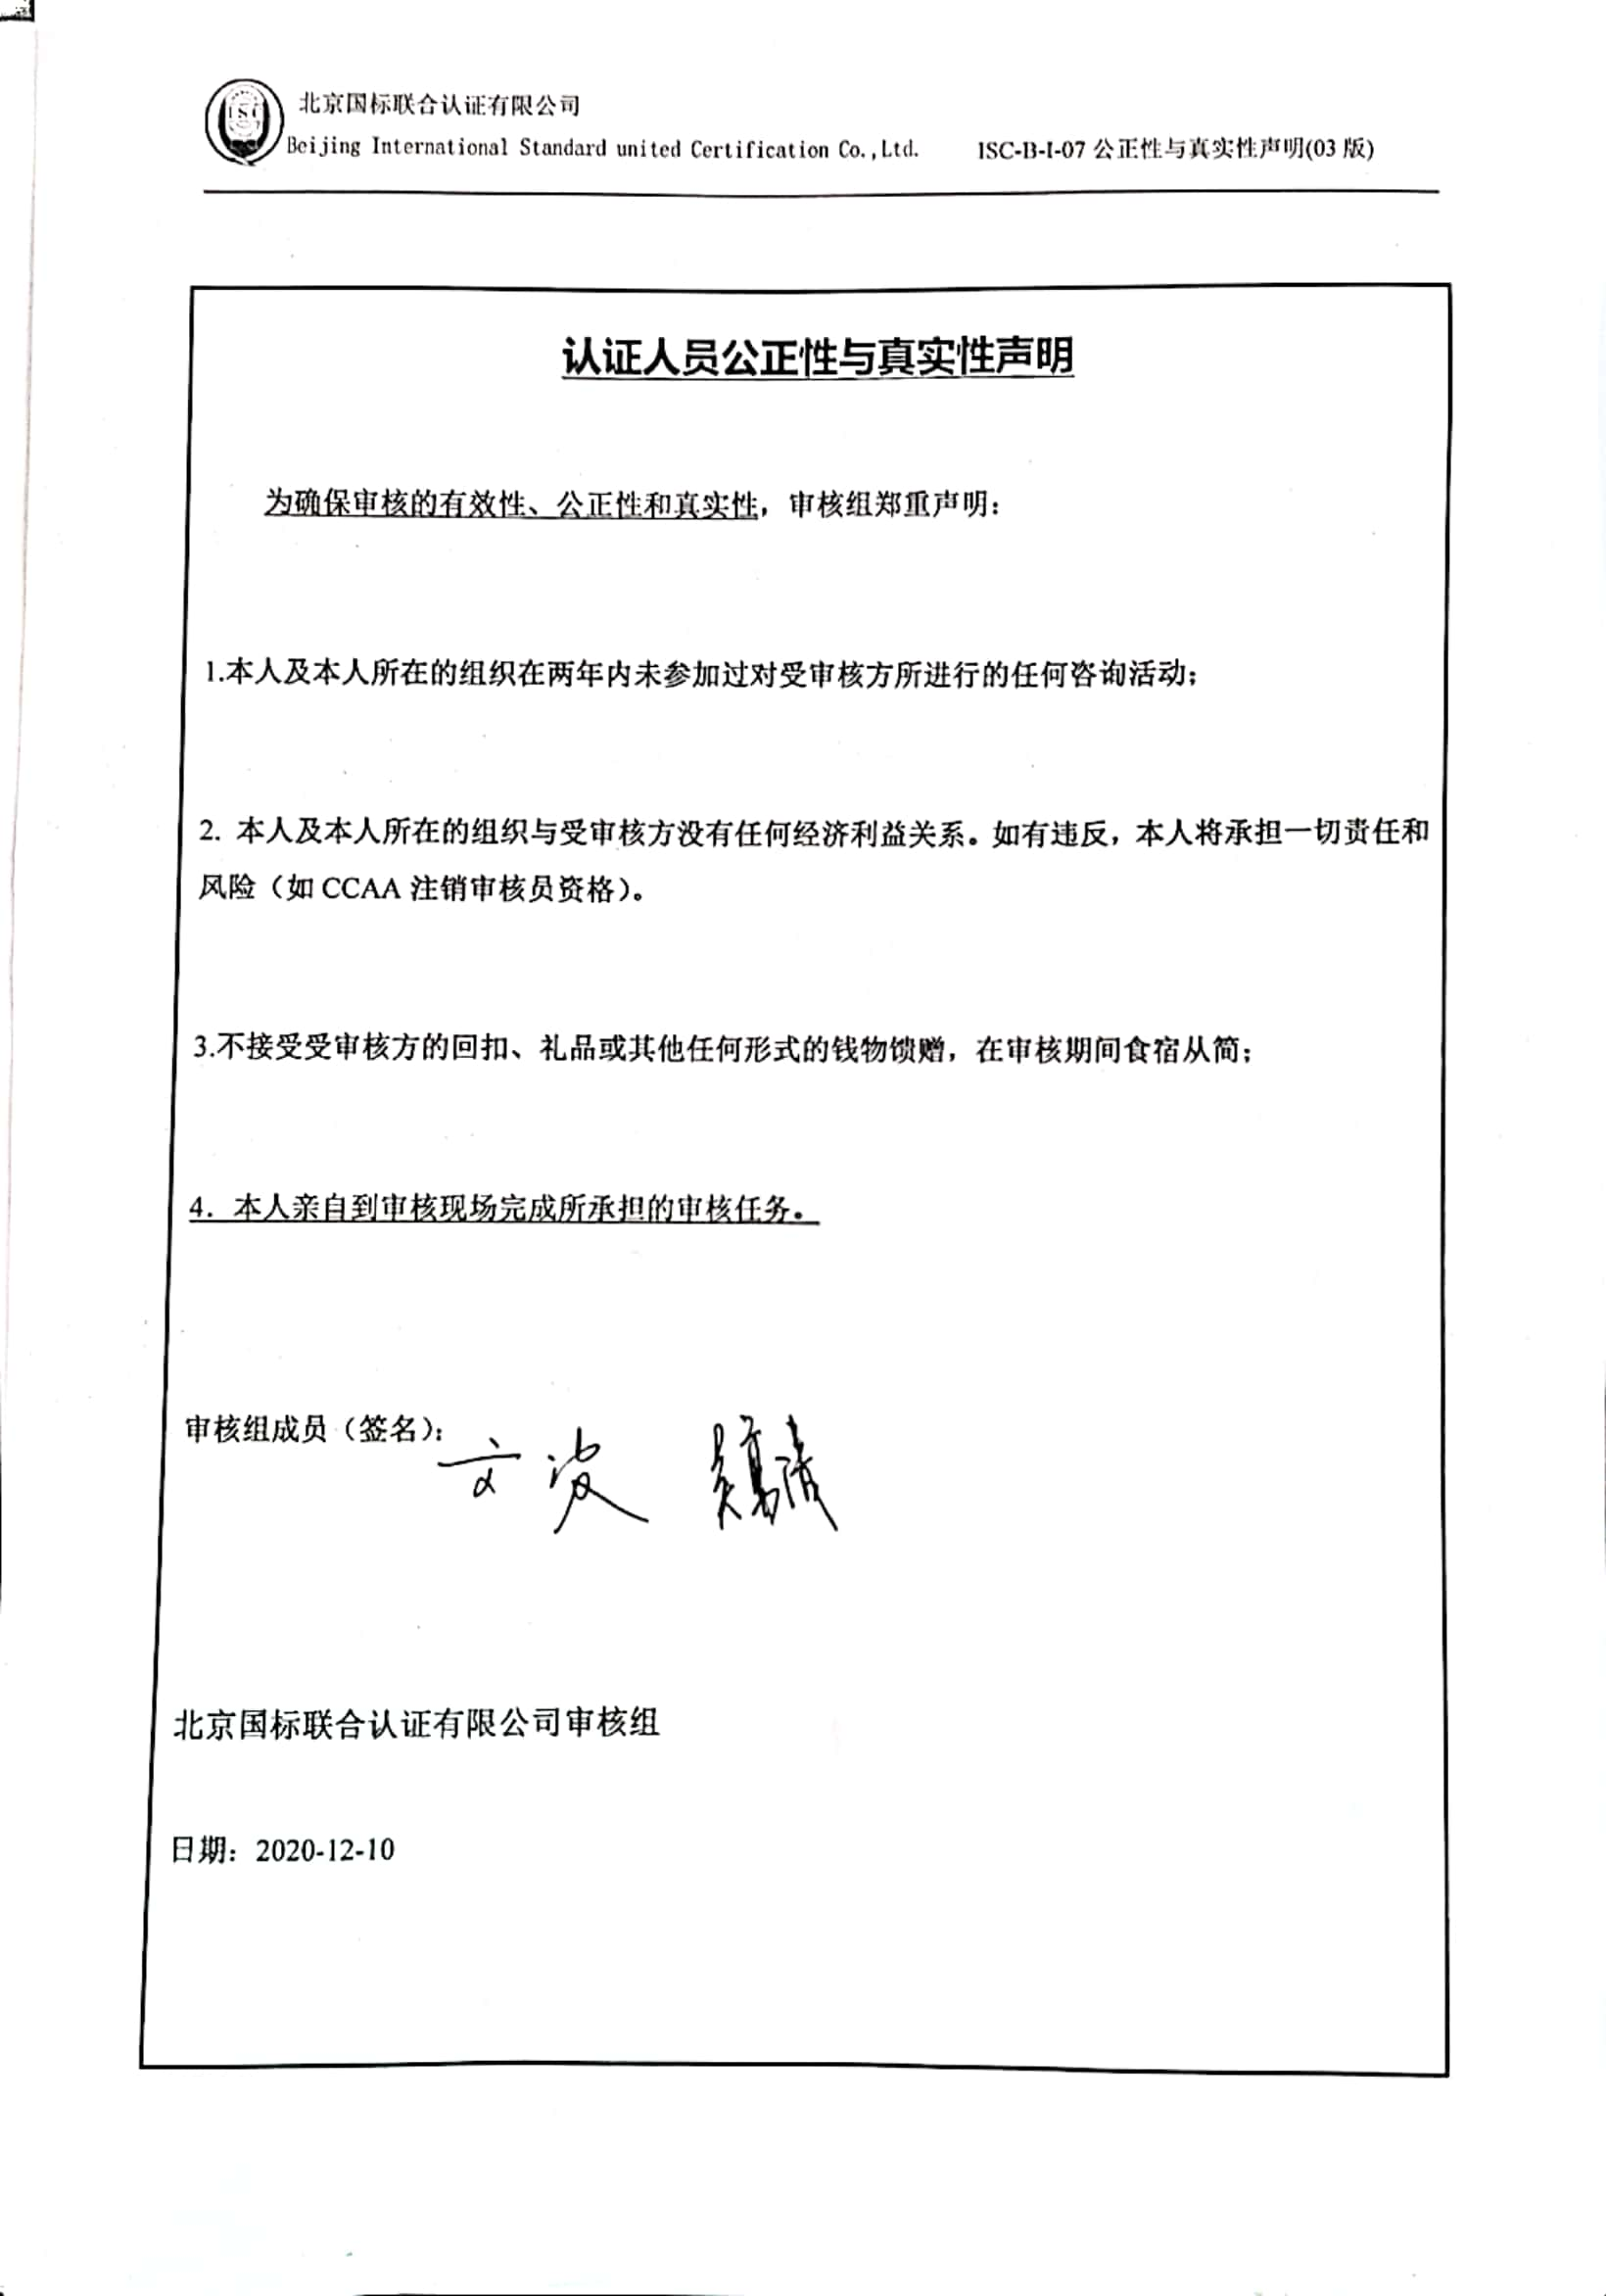 北京国标联合认证有限公司
Beijing International Standard united Certification Co.,Ltd. ISC-B-I-07 公正性与真实性声明(03 版)
认证人员公正性与真实性声明
为确保审核的有效性、公正性和真实性，审核组郑重声明：
1.本人及本人所在的组织在两年内未参加过对受审核方所进行的任何咨询活动；
2. 本人及本人所在的组织与受审核方没有任何经济利益关系。如有违反，本人将承担一切责任和
风险（如 CCAA 注销审核员资格）。
3.不接受受审核方的回扣、礼品或其他任何形式的钱物馈赠，在审核期间食宿从简；
4. 本人亲自到审核现场完成所承担的审核任务。
审核组成员（签名）： 文波
北京国标联合认证有限公司审核组
日期：2020-12-10